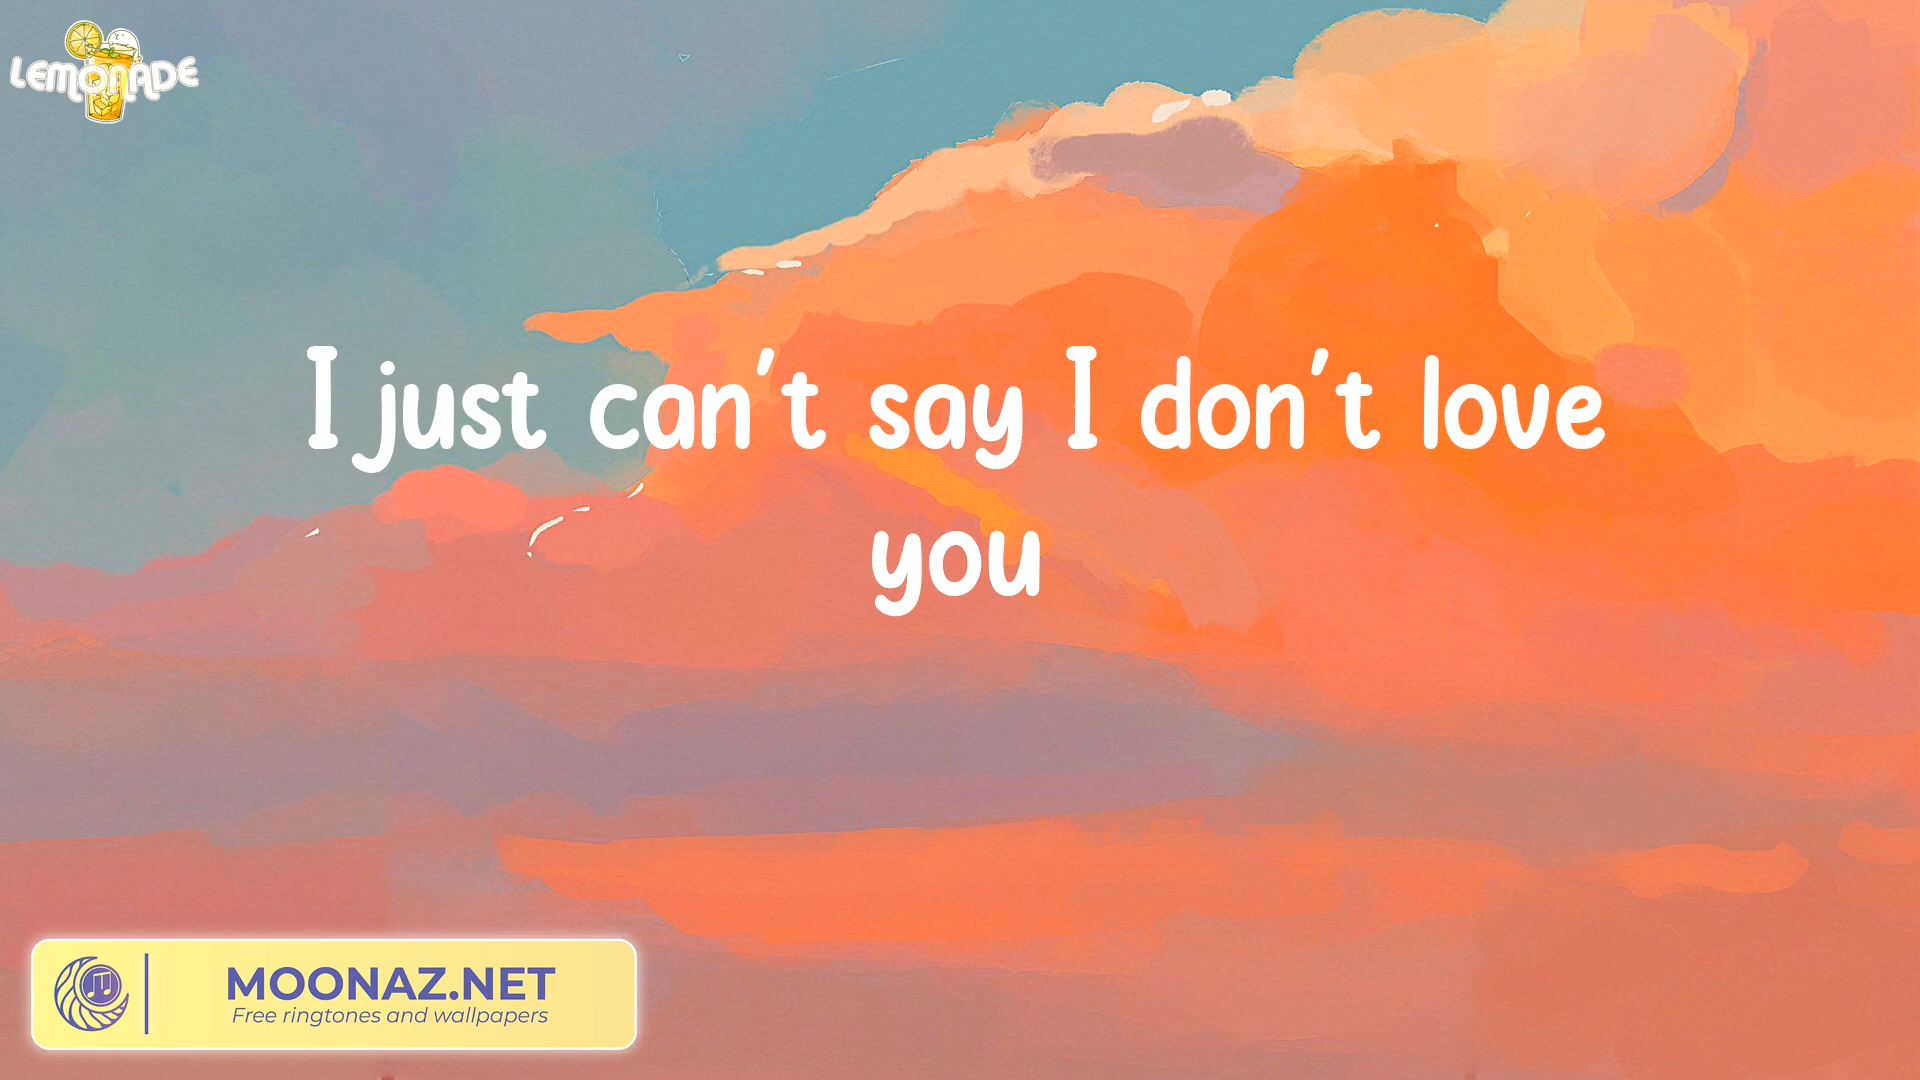 LEMONADE
I just can't say I don't love
you
MOONAZ.NET
Free ringtones and wallpapers